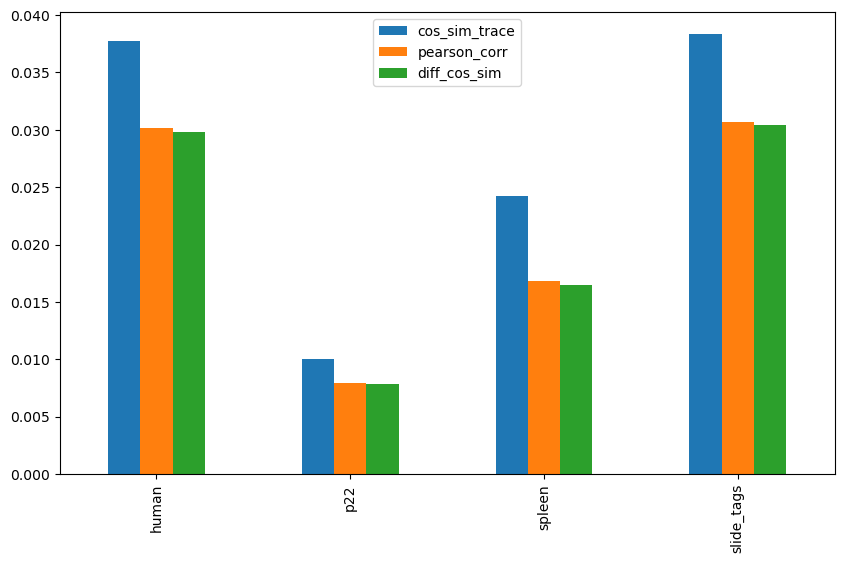 cos_sim_trace
pearson_corr
diff_cos_sim
0.040
0.035
0.030
0.025
0.020
0.015
0.010
0.005
0.000
human
p22
spleen
slide_tags